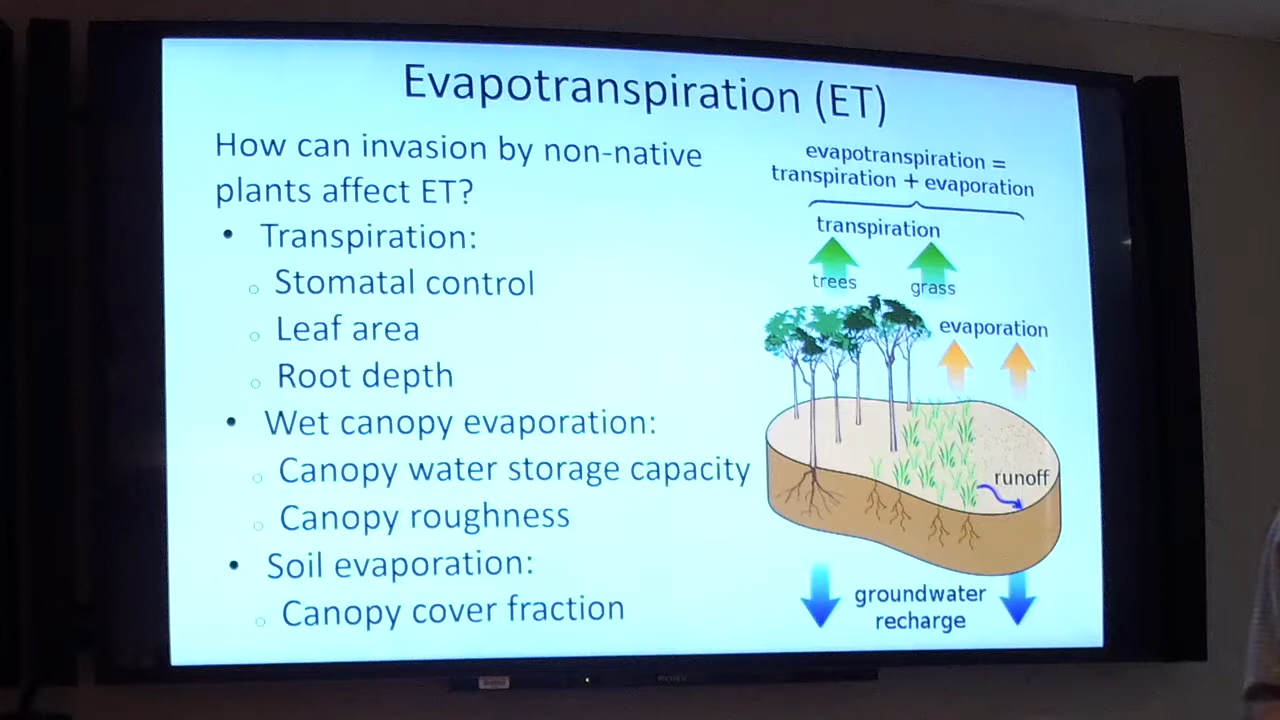 Evapotranspiration (ET)
How can invasion by non-native
plants affect ET?
• Transpiration:
○ Stomatal control
○ Leaf area
○ Root depth
• Wet canopy evaporation:
○ Canopy water storage capacity
○ Canopy roughness
• Soil evaporation:
○ Canopy cover fraction
evapotranspiration =
transpiration + evaporation
transpiration
trees grass
evaporation
runoff
groundwater
recharge
SONY